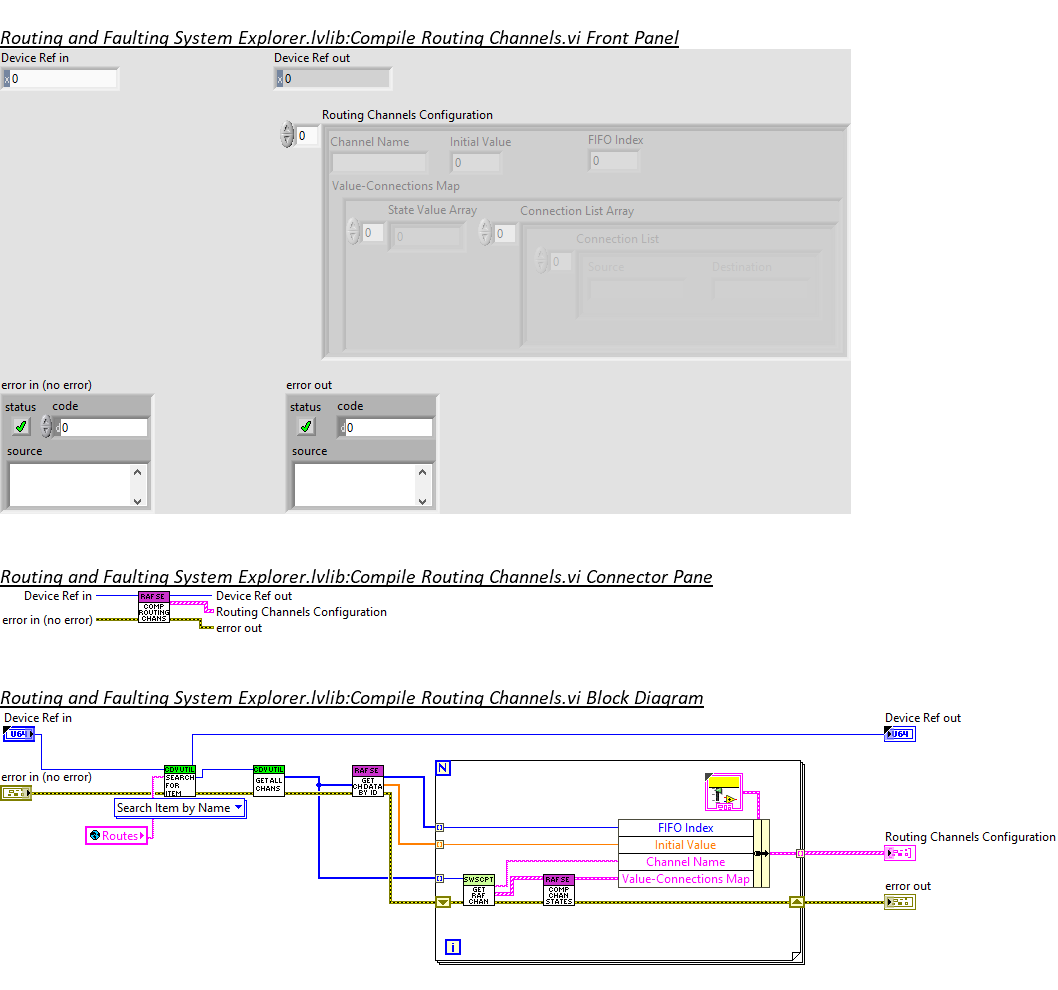 Routing and Faulting System Explorer.lvlib:Compile Routing Channels.vi Front Panel
Device Ref in
Device Ref out
x 0
x 0
Routing Channels Configuration
0
Channel Name
Initial Value
FIFO Index
0
0
Value-Connections Map
State Value Array
Connection List Array
0
0
0
Connection List
0
Source
Destination
error in (no error)
error out
status
code
status
code
d 0
d 0
source
source
Routing and Faulting System Explorer.lvlib:Compile Routing Channels.vi Connector Pane
Device Ref in
RAFSE
COMP
ROUTING
CHANS
Device Ref out
Routing Channels Configuration
error in (no error)
error out
Routing and Faulting System Explorer.lvlib:Compile Routing Channels.vi Block Diagram
Device Ref in
Device Ref out
U64
U64
error in (no error)
CDVUTIL
SEARCH
FOR
ITEM
CDVUTIL
GET ALL
CHANS
RAFSE
GET
CHDATA
BY ID
N
Search Item by Name
Routes
FIFO Index
Initial Value
Channel Name
Value-Connections Map
Routing Channels Configuration
SWSCPT
GET
RAF
CHAN
RAFSE
COMP
CHAN
STATES
error out
i